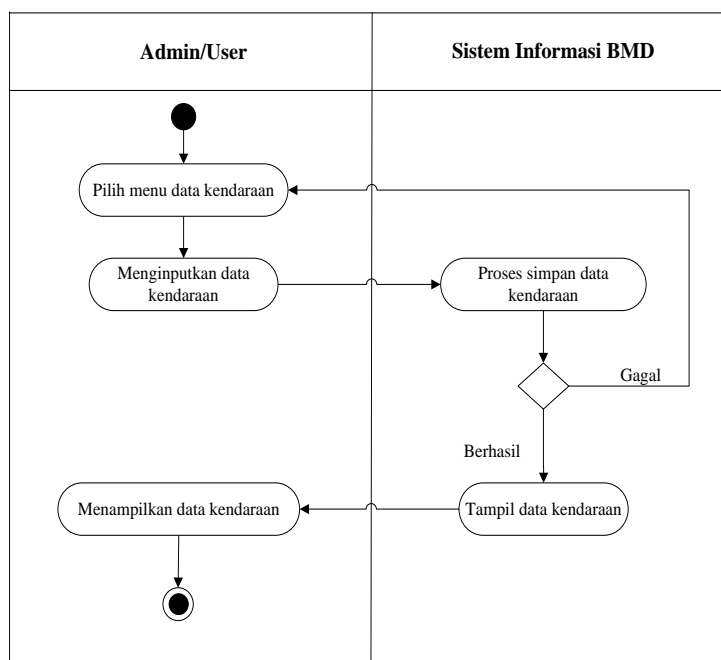 Admin/User
Sistem Informasi BMD
Pilih menu data kendaraan
Menginputkan data
kendaraan
Proses simpan data
kendaraan
Gagal
Berhasil
Menampilkan data kendaraan
Tampil data kendaraan